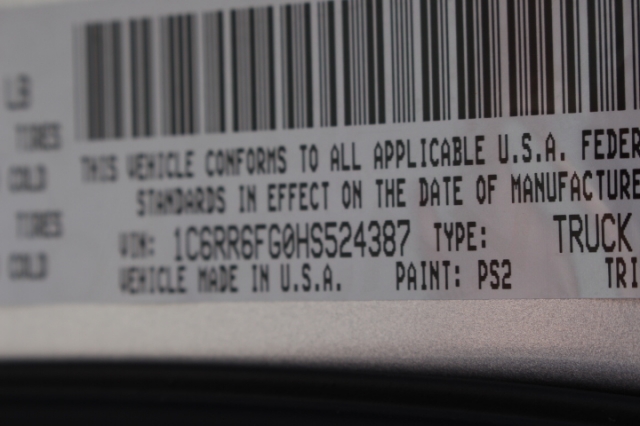 LB
TIRES
COLD
TIRES
COLD
THIS VEHICLE CONFORMS TO ALL APPLICABLE U.S.A. FEDER
STANDARDS IN EFFECT ON THE DATE OF MANUFACTURE
VIN: 1C6RR6FG0HS524387 TYPE: TRUCK
VEHICLE MADE IN U.S.A. PAINT: PS2 TRI